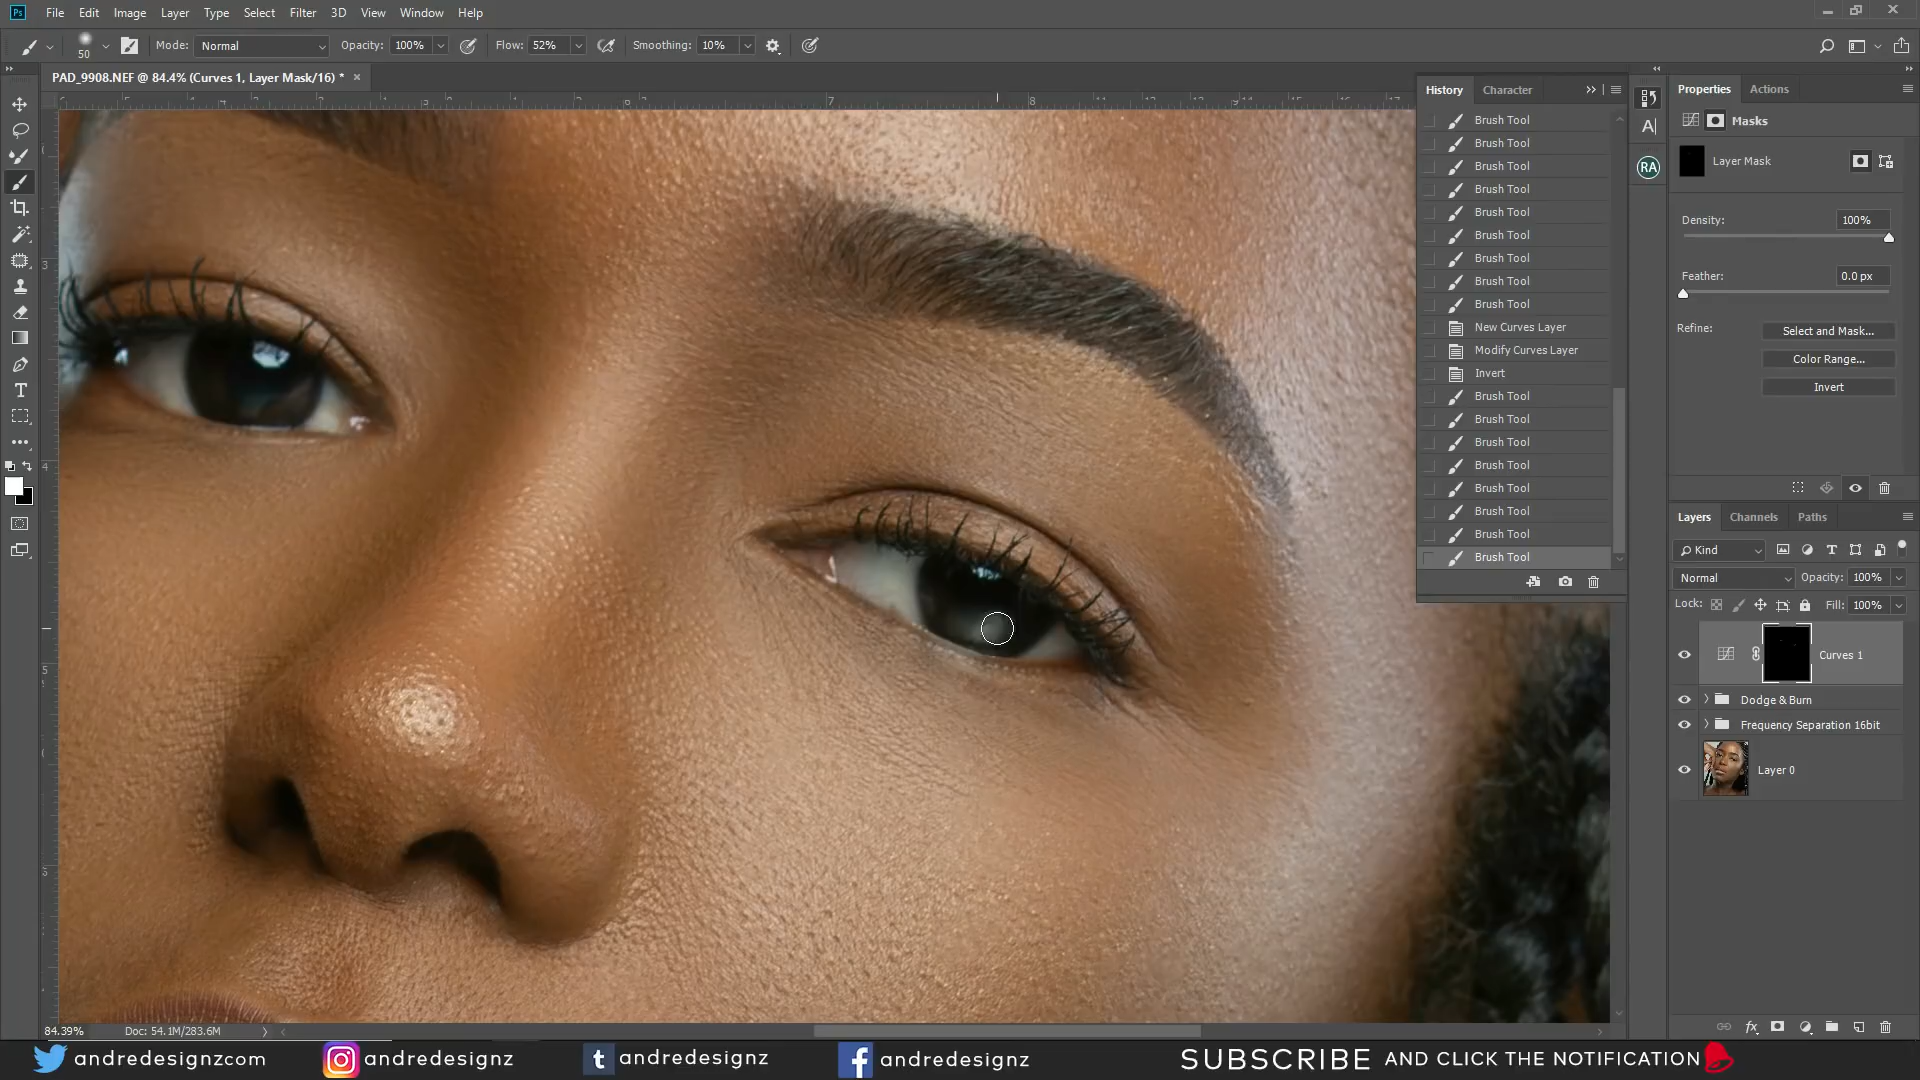 Ps File Edit Image Layer Type Select Filter 3D View Window Help
50 Mode: Normal Opacity: 100% Flow: 52% Smoothing: 10%
PAD_9908.NEF @ 84.4% (Curves 1, Layer Mask/16) *
History Character
Brush Tool
Brush Tool
Brush Tool
Brush Tool
Brush Tool
Brush Tool
Brush Tool
Brush Tool
Brush Tool
New Curves Layer
Modify Curves Layer
Invert
Brush Tool
Brush Tool
Brush Tool
Brush Tool
Brush Tool
Brush Tool
Brush Tool
Brush Tool
A
RA
Properties Actions
Masks
Layer Mask
Density: 100%
Feather: 0.0 px
Refine: Select and Mask...
Color Range...
Invert
Layers Channels Paths
Kind
Normal Opacity: 100%
Lock: Fill: 100%
Curves 1
Dodge & Burn
Frequency Separation 16bit
Layer 0
84.39% Doc: 54.1M/283.6M
andredesignzcom andredesignz andredesignz andredesignz SUBSCRIBE AND CLICK THE NOTIFICATION